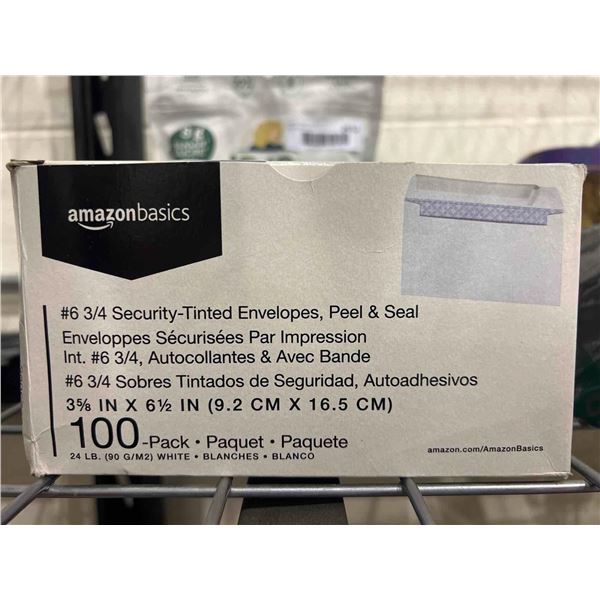 amazonbasics
#6 3/4 Security-Tinted Envelopes, Peel & Seal
Enveloppes Sécurisées Par Impression
Int. #6 3/4, Autocollantes & Avec Bande
#6 3/4 Sobres Tintados de Seguridad, Autoadhesivos
3⅝ IN X 6½ IN (9.2 CM X 16.5 CM)
100-Pack • Paquet • Paquete
24 LB. (90 G/M2) WHITE • BLANCHES • BLANCO
amazon.com/AmazonBasics